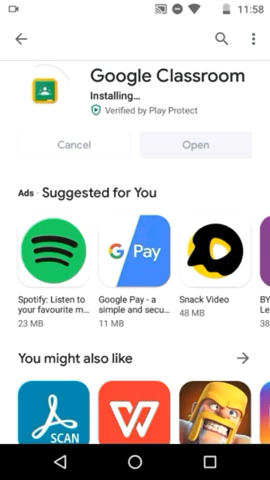 11:58
Google Classroom
Installing...
Verified by Play Protect
Cancel
Open
Ads · Suggested for You
G Pay
Spotify: Listen to
your favourite m...
23 MB
Google Pay - a
simple and secu...
11 MB
Snack Video
48 MB
BY
Le
38
You might also like
SCAN
W